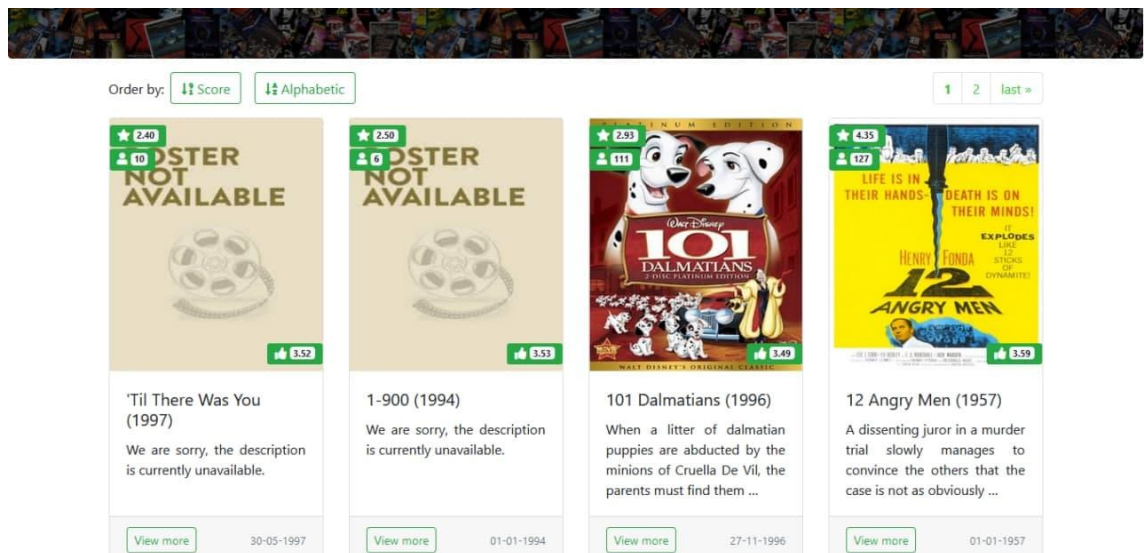 Order by:
Score
Alphabetic
1 2 last »
2.40
10
POSTER
NOT
AVAILABLE
3.52
'Til There Was You
(1997)
We are sorry, the description
is currently unavailable.
View more
30-05-1997
2.50
6
POSTER
NOT
AVAILABLE
3.53
1-900 (1994)
We are sorry, the description
is currently unavailable.
View more
01-01-1994
PLATINUM EDITION
2.93
111
Walt Disney
101
DALMATIANS
2-DISC PLATINUM EDITION
3.49
WALT DISNEY'S ORIGINAL CLASSIC
101 Dalmatians (1996)
When a litter of dalmatian
puppies are abducted by the
minions of Cruella De Vil, the
parents must find them ...
View more
27-11-1996
4.35
127
LIFE IS IN
THEIR HANDS-
DEATH IS ON
THEIR MINDS!
IT
EXPLODES
LIKE
12
STICKS
OF
DYNAMITE!
HENRY FONDA
12
ANGRY MEN
3.59
12 Angry Men (1957)
A dissenting juror in a murder
trial slowly manages to
convince the others that the
case is not as obviously ...
View more
01-01-1957